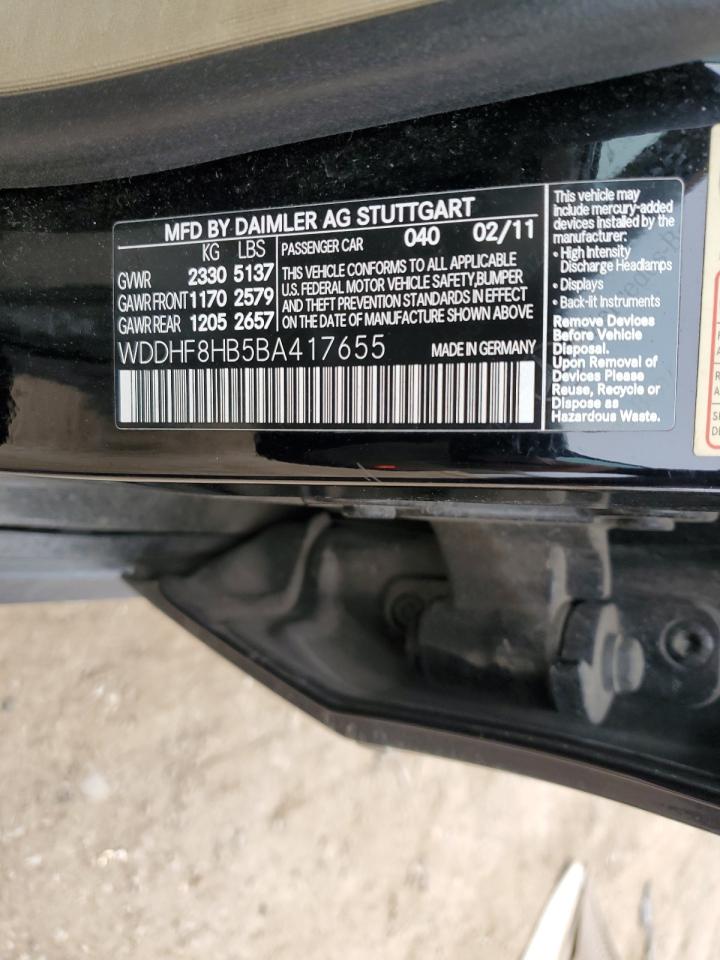 MFD BY DAIMLER AG STUTTGART
KG LBS
GVWR 2330 5137
GAWR FRONT 1170 2579
GAWR REAR 1205 2657
PASSENGER CAR 040 02/11
THIS VEHICLE CONFORMS TO ALL APPLICABLE
U.S. FEDERAL MOTOR VEHICLE SAFETY,BUMPER
AND THEFT PREVENTION STANDARDS IN EFFECT
ON THE DATE OF MANUFACTURE SHOWN ABOVE
WDDHF8HB5BA417655 MADE IN GERMANY
This vehicle may
include mercury-added
devices installed by the
manufacturer:
• High Intensity
Discharge Headlamps
• Displays
• Back-lit Instruments
Remove Devices
Before Vehicle
Disposal.
Upon Removal of
Devices Please
Reuse, Recycle or
Dispose as
Hazardous Waste.